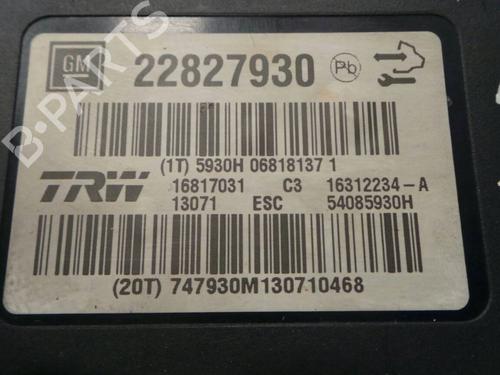 GM 22827930 Pb
(1T) 5930H 06818137 1
TRW 16817031 C3 16312234-A
13071 ESC 54085930H
(20T) 747930M130710468
B-PARTS